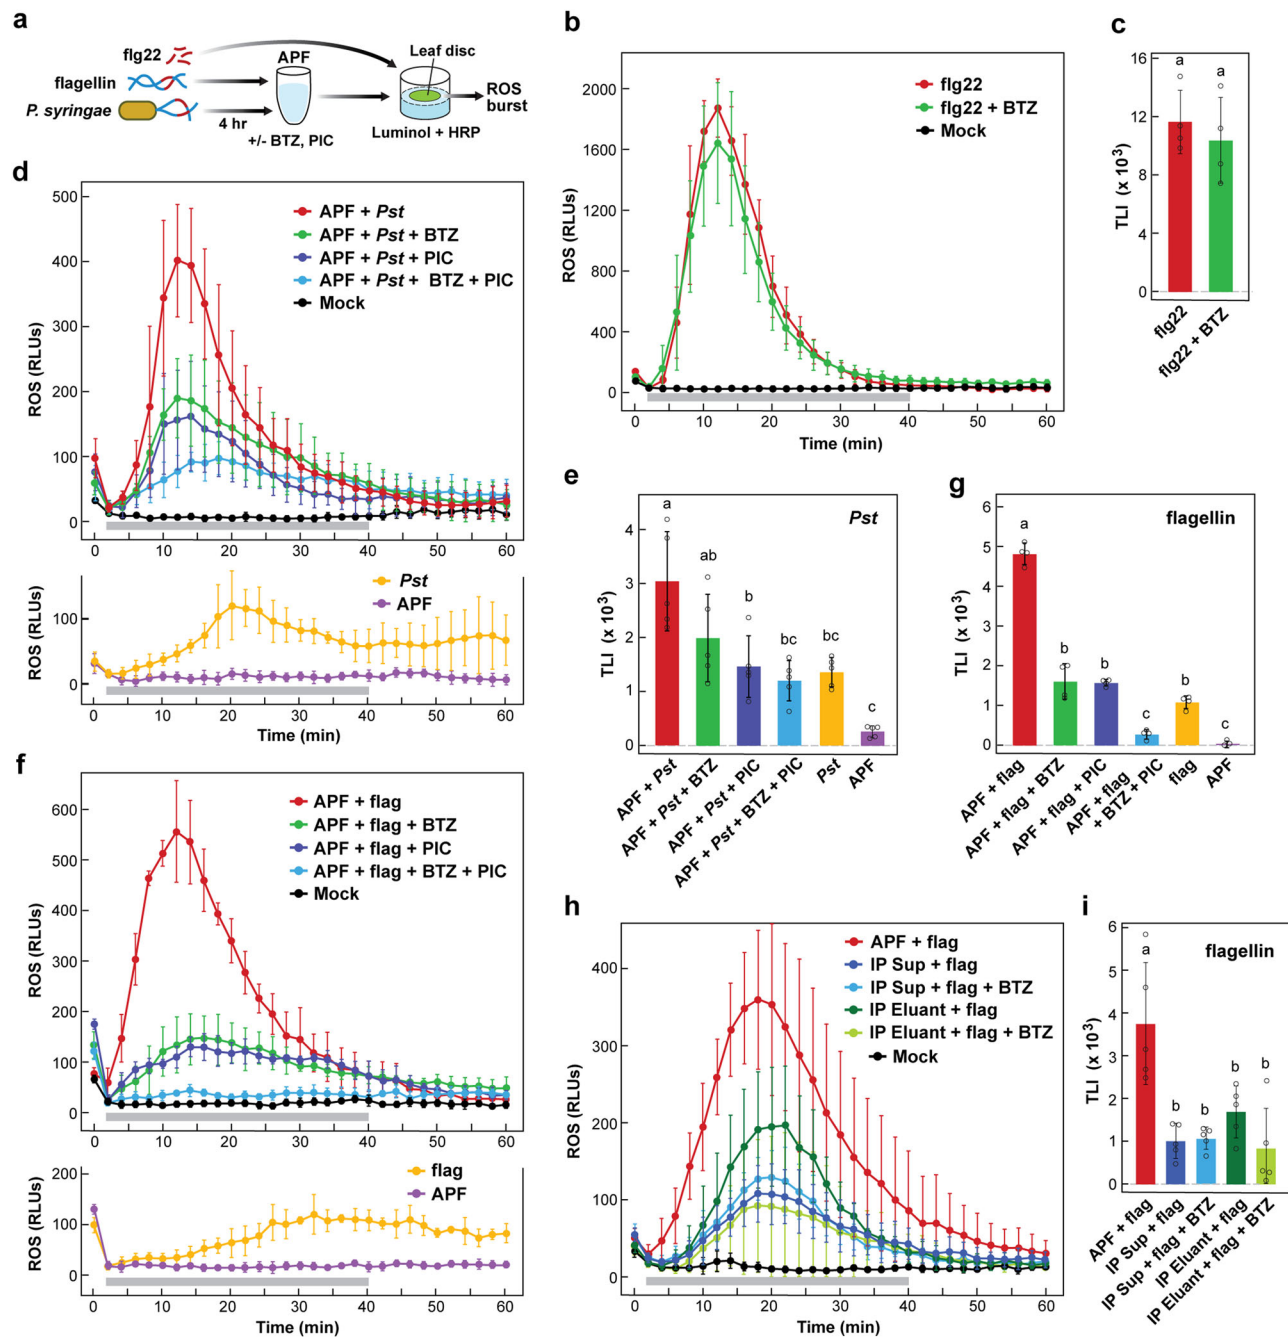 a
flg22
flagellin
P. syringae
4 hr
APF
+/- BTZ, PIC
Leaf disc
Luminol + HRP
ROS
burst
b
ROS (RLUs)
2000
1600
1200
800
400
0
flg22
flg22 + BTZ
Mock
0 10 20 30 40 50 60
Time (min)
c
TLI (x 10³)
16
12
8
4
0
a a
flg22
flg22 + BTZ
d
ROS (RLUs)
500
400
300
200
100
0
APF + Pst
APF + Pst + BTZ
APF + Pst + PIC
APF + Pst + BTZ + PIC
Mock
0 10 20 30 40 50 60
ROS (RLUs)
100
0
Pst
APF
0 10 20 30 40 50 60
Time (min)
e
Pst
TLI (x 10³)
4
3
2
1
0
a ab b bc bc c
APF + Pst
APF + Pst + BTZ
APF + Pst + PIC
APF + Pst + BTZ + PIC
Pst
APF
g
flagellin
TLI (x 10³)
6
5
4
2
1
0
a b b c b c
APF + flag
APF + flag + BTZ
APF + flag + PIC
APF + flag
+ BTZ + PIC
flag
APF
f
ROS (RLUs)
600
500
400
300
200
100
0
APF + flag
APF + flag + BTZ
APF + flag + PIC
APF + flag + BTZ + PIC
Mock
0 10 20 30 40 50 60
ROS (RLUs)
200
100
0
flag
APF
0 10 20 30 40 50 60
Time (min)
h
ROS (RLUs)
400
300
200
100
0
APF + flag
IP Sup + flag
IP Sup + flag + BTZ
IP Eluant + flag
IP Eluant + flag + BTZ
Mock
0 10 20 30 40 50 60
Time (min)
i
flagellin
TLI (x 10³)
6
5
4
3
2
1
0
a b b b b
APF + flag
IP Sup + flag
IP Sup + flag + BTZ
IP Eluant + flag
IP Eluant + flag + BTZ